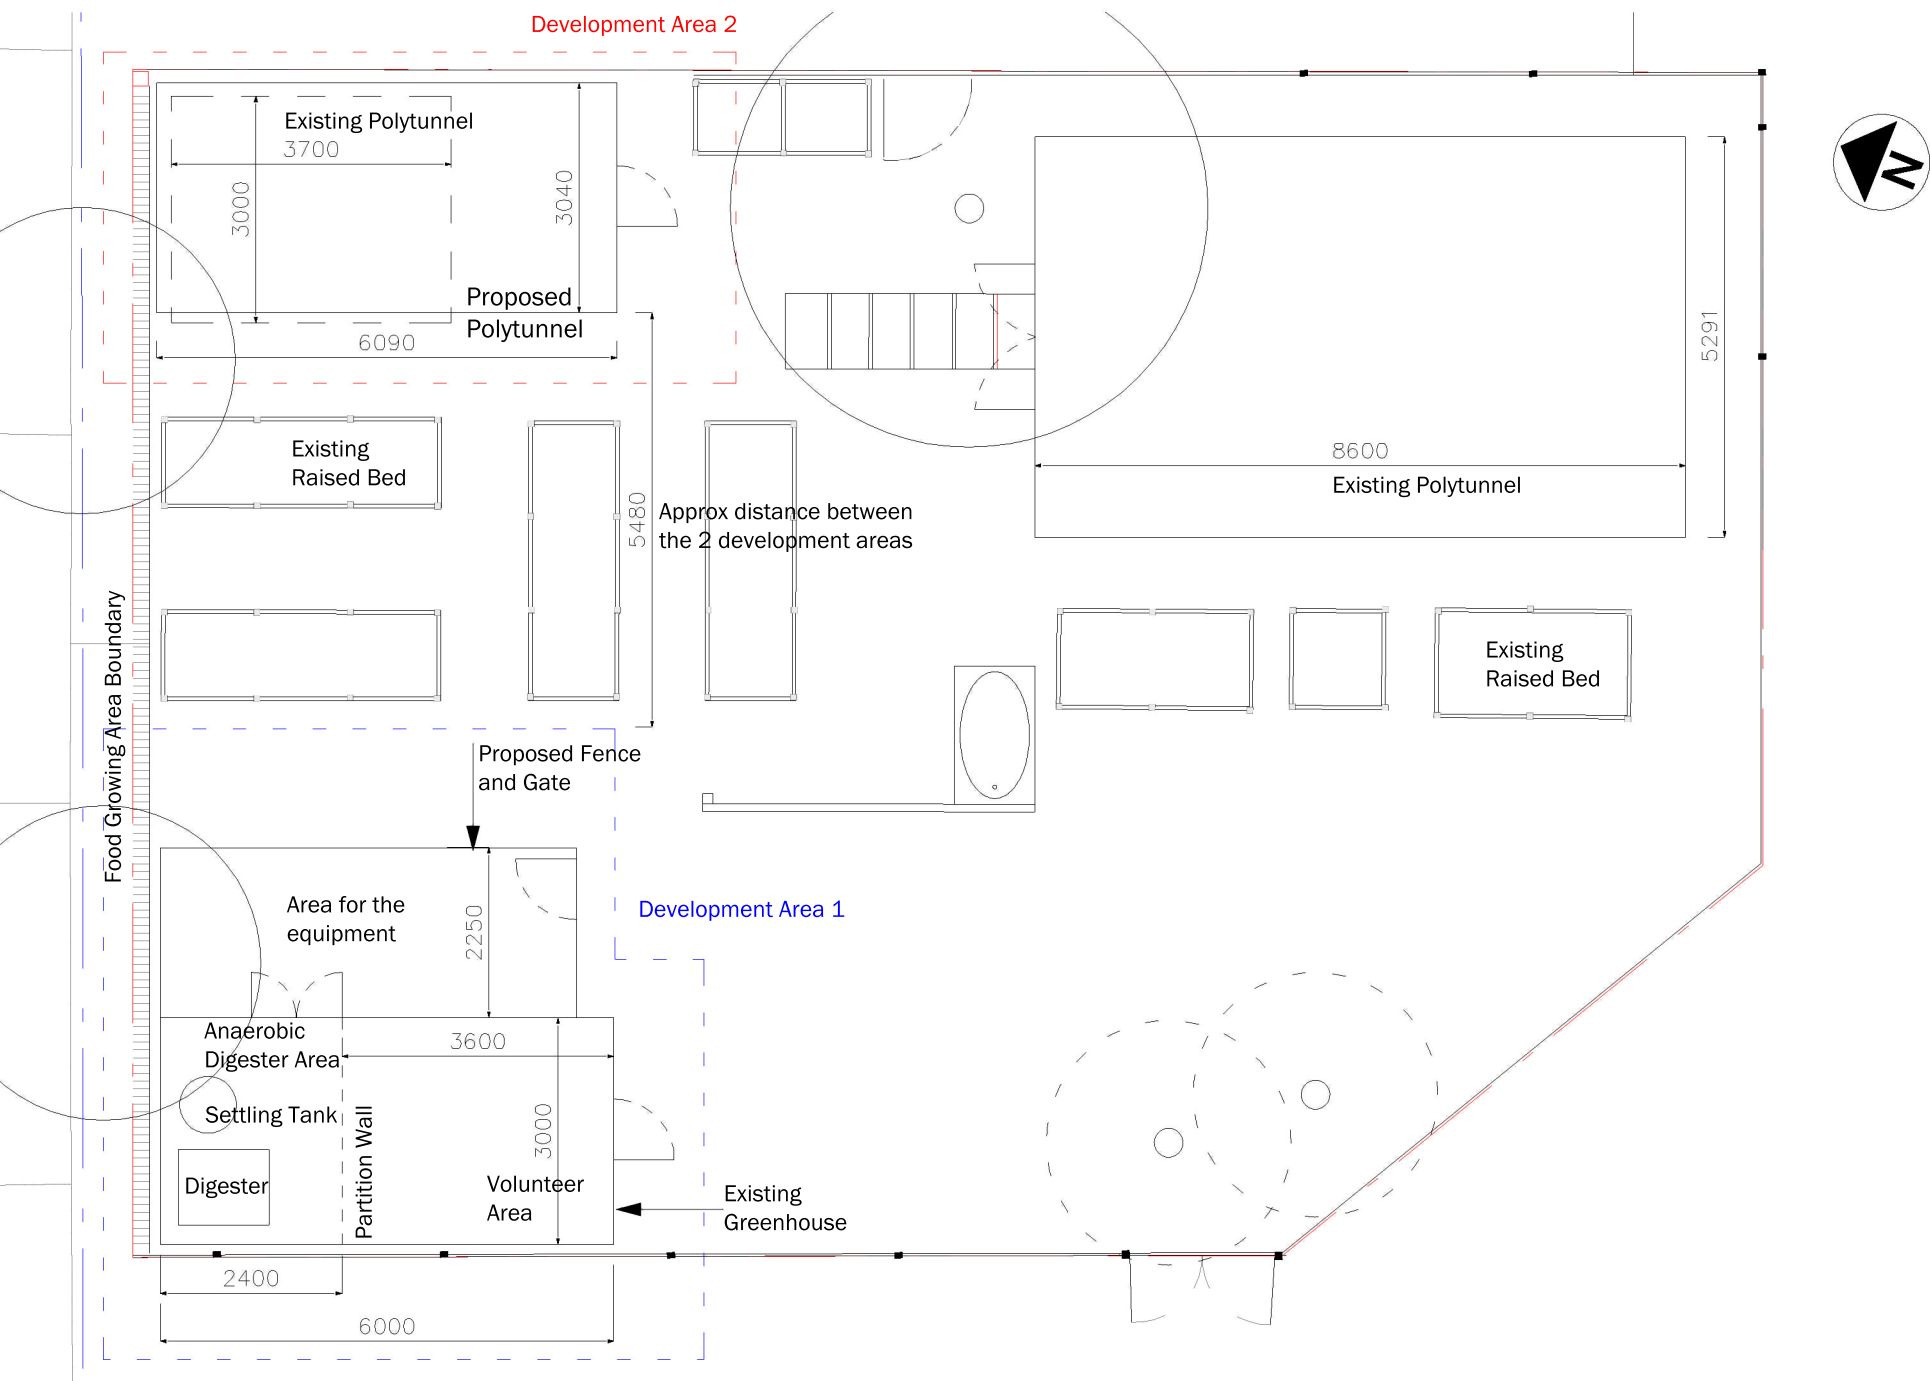 Development Area 2
Existing Polytunnel
3700
3000
3040
Proposed
Polytunnel
6090
N
5291
8600
Existing Polytunnel
Existing
Raised Bed
5480
Approx distance between
the 2 development areas
Existing
Raised Bed
Food Growing Area Boundary
Proposed Fence
and Gate
Area for the
equipment
2250
Development Area 1
Anaerobic
Digester Area
3600
Settling Tank
Partition Wall
3000
Digester
Volunteer
Area
Existing
Greenhouse
2400
6000